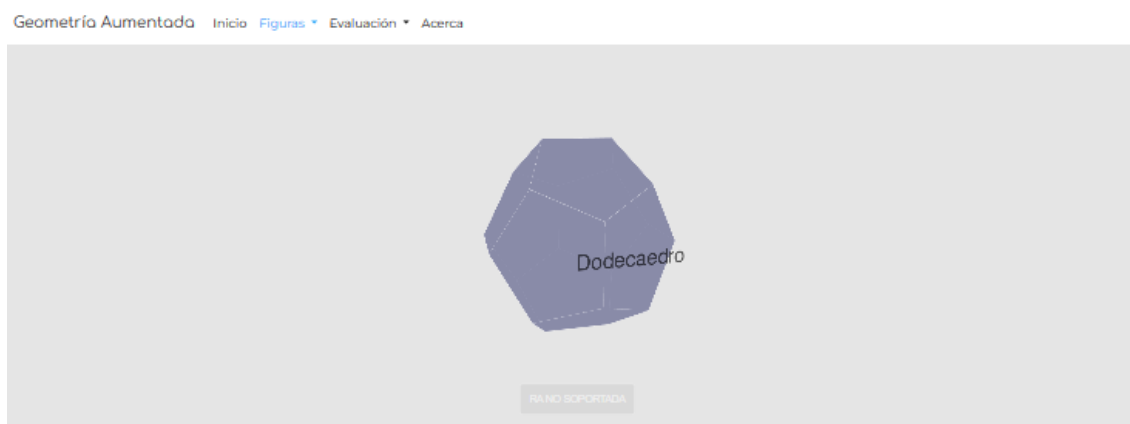 Geometría Aumentada Inicio Figuras Evaluación Acerca
Dodecaedro
RA NO SOPORTADA